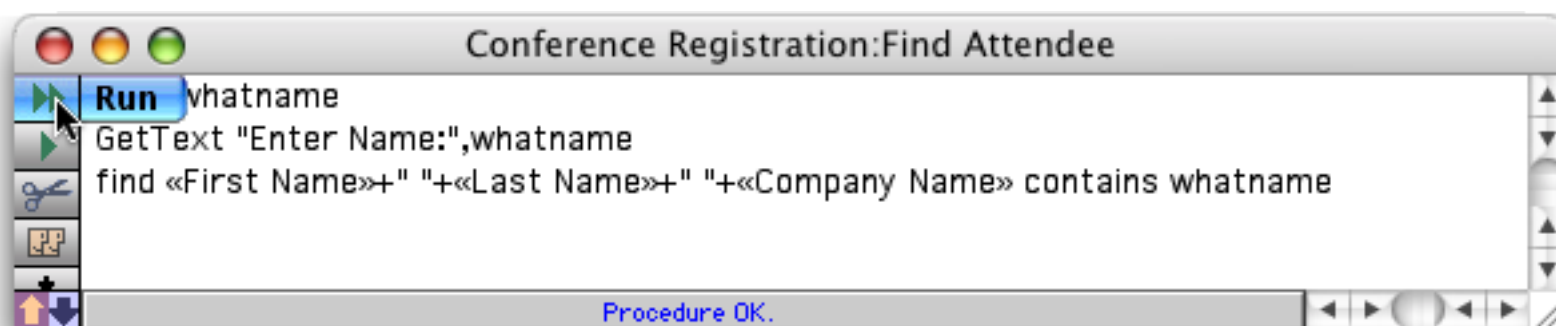 Conference Registration:Find Attendee
Run whatname
GetText "Enter Name:",whatname
find «First Name»+" "+«Last Name»+" "+«Company Name» contains whatname
Procedure OK.